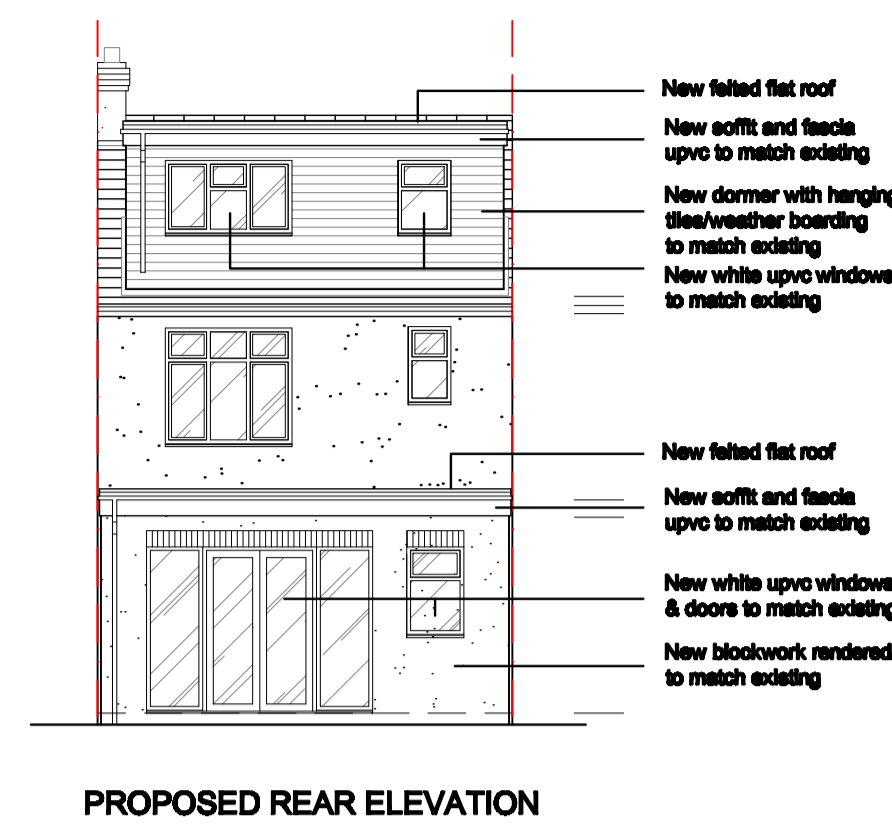 New felted flat roof
New soffit and fascia
upvc to match existing
New dormer with hanging
tiles/weather boarding
to match existing
New white upvc windows
to match existing
New felted flat roof
New soffit and fascia
upvc to match existing
New white upvc windows
& doors to match existing
New blockwork rendered
to match existing
PROPOSED REAR ELEVATION